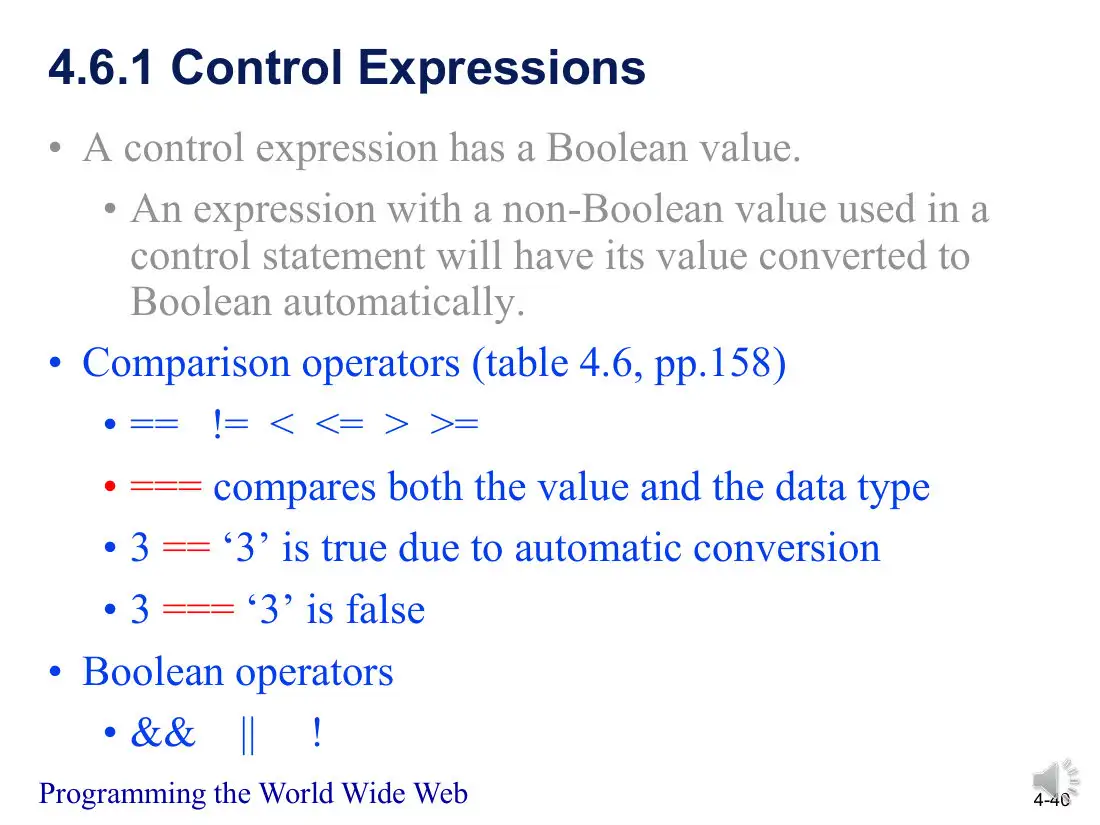 4.6.1 Control Expressions
• A control expression has a Boolean value.
• An expression with a non-Boolean value used in a
control statement will have its value converted to
Boolean automatically.
• Comparison operators (table 4.6, pp.158)
• == != < <= > >=
• === compares both the value and the data type
• 3 == ‘3’ is true due to automatic conversion
• 3 === ‘3’ is false
• Boolean operators
• && || !
Programming the World Wide Web
4-40